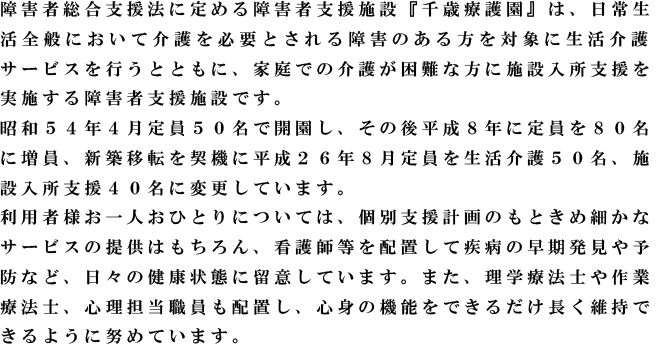 障害者総合支援法に定める障害者支援施設『千歳療護園』は、日常生
活全般において介護を必要とされる障害のある方を対象に生活介護
サービスを行うとともに、家庭での介護が困難な方に施設入所支援を
実施する障害者支援施設です。
昭和５４年４月定員５０名で開園し、その後平成８年に定員を８０名
に増員、新築移転を契機に平成２６年８月定員を生活介護５０名、施
設入所支援４０名に変更しています。
利用者様お一人おひとりについては、個別支援計画のもときめ細かな
サービスの提供はもちろん、看護師等を配置して疾病の早期発見や予
防など、日々の健康状態に留意しています。また、理学療法士や作業
療法士、心理担当職員も配置し、心身の機能をできるだけ長く維持で
きるように努めています。